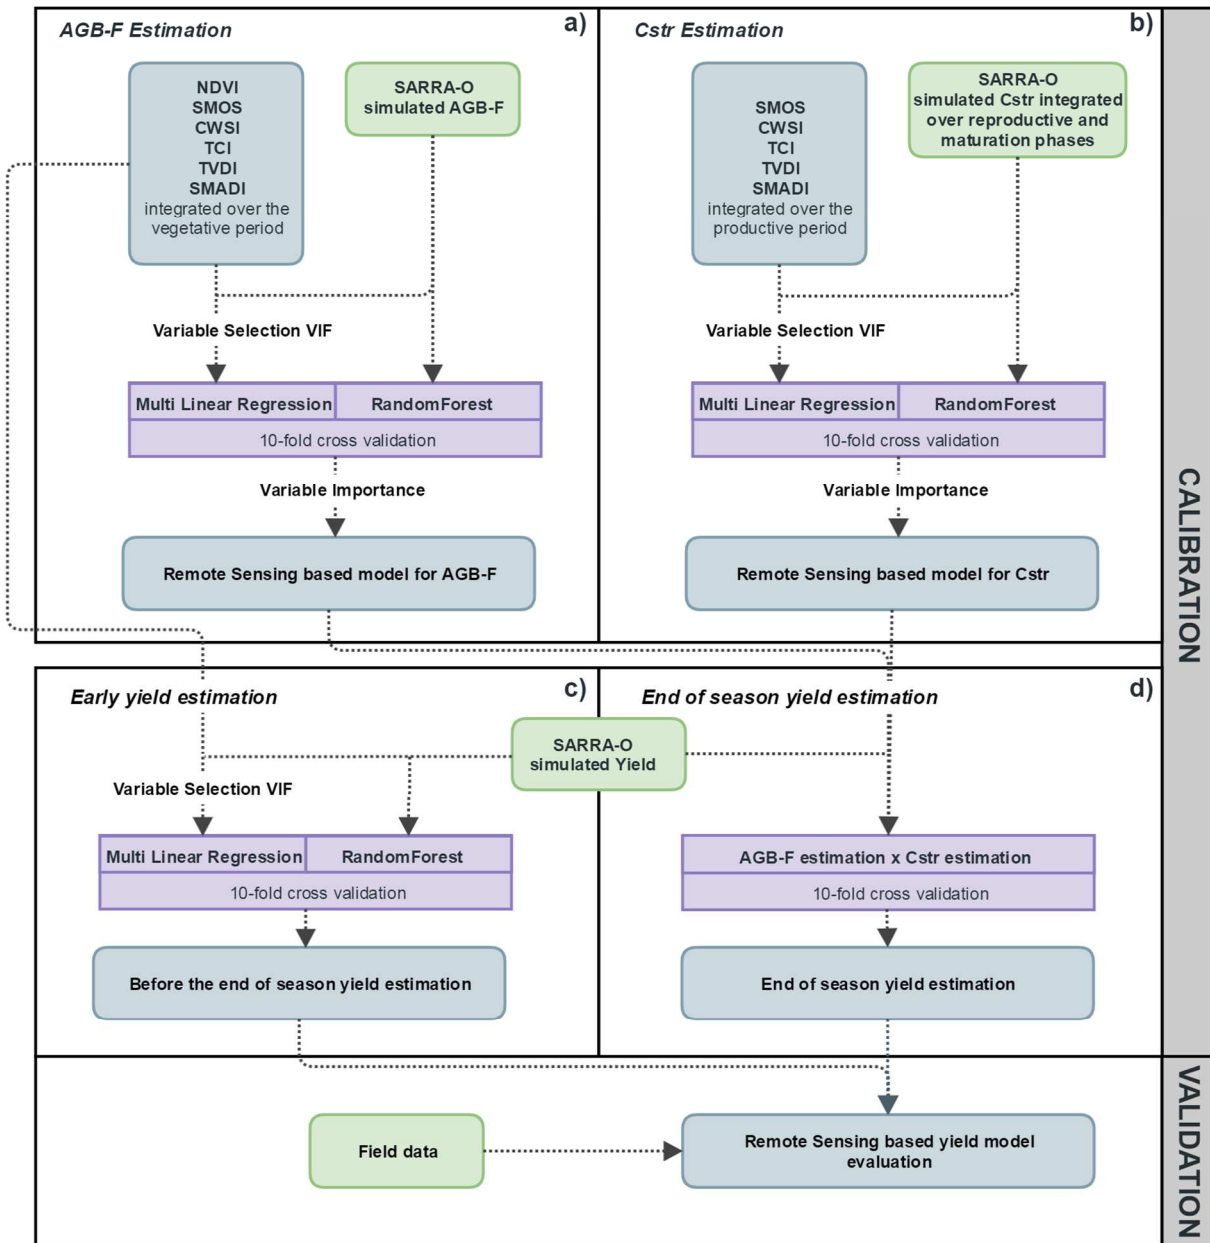 AGB-F Estimation
a)
NDVI
SMOS
CWSI
TCI
TVDI
SMADI
integrated over the
vegetative period
SARRA-O
simulated AGB-F
Variable Selection VIF
Multi Linear Regression
RandomForest
10-fold cross validation
Variable Importance
Remote Sensing based model for AGB-F
Cstr Estimation
b)
SMOS
CWSI
TCI
TVDI
SMADI
integrated over the
productive period
SARRA-O
simulated Cstr integrated
over reproductive and
maturation phases
Variable Selection VIF
Multi Linear Regression
RandomForest
10-fold cross validation
Variable Importance
Remote Sensing based model for Cstr
CALIBRATION
Early yield estimation
c)
SARRA-O
simulated Yield
Variable Selection VIF
Multi Linear Regression
RandomForest
10-fold cross validation
Before the end of season yield estimation
End of season yield estimation
d)
AGB-F estimation x Cstr estimation
10-fold cross validation
End of season yield estimation
Field data
Remote Sensing based yield model
evaluation
VALIDATION